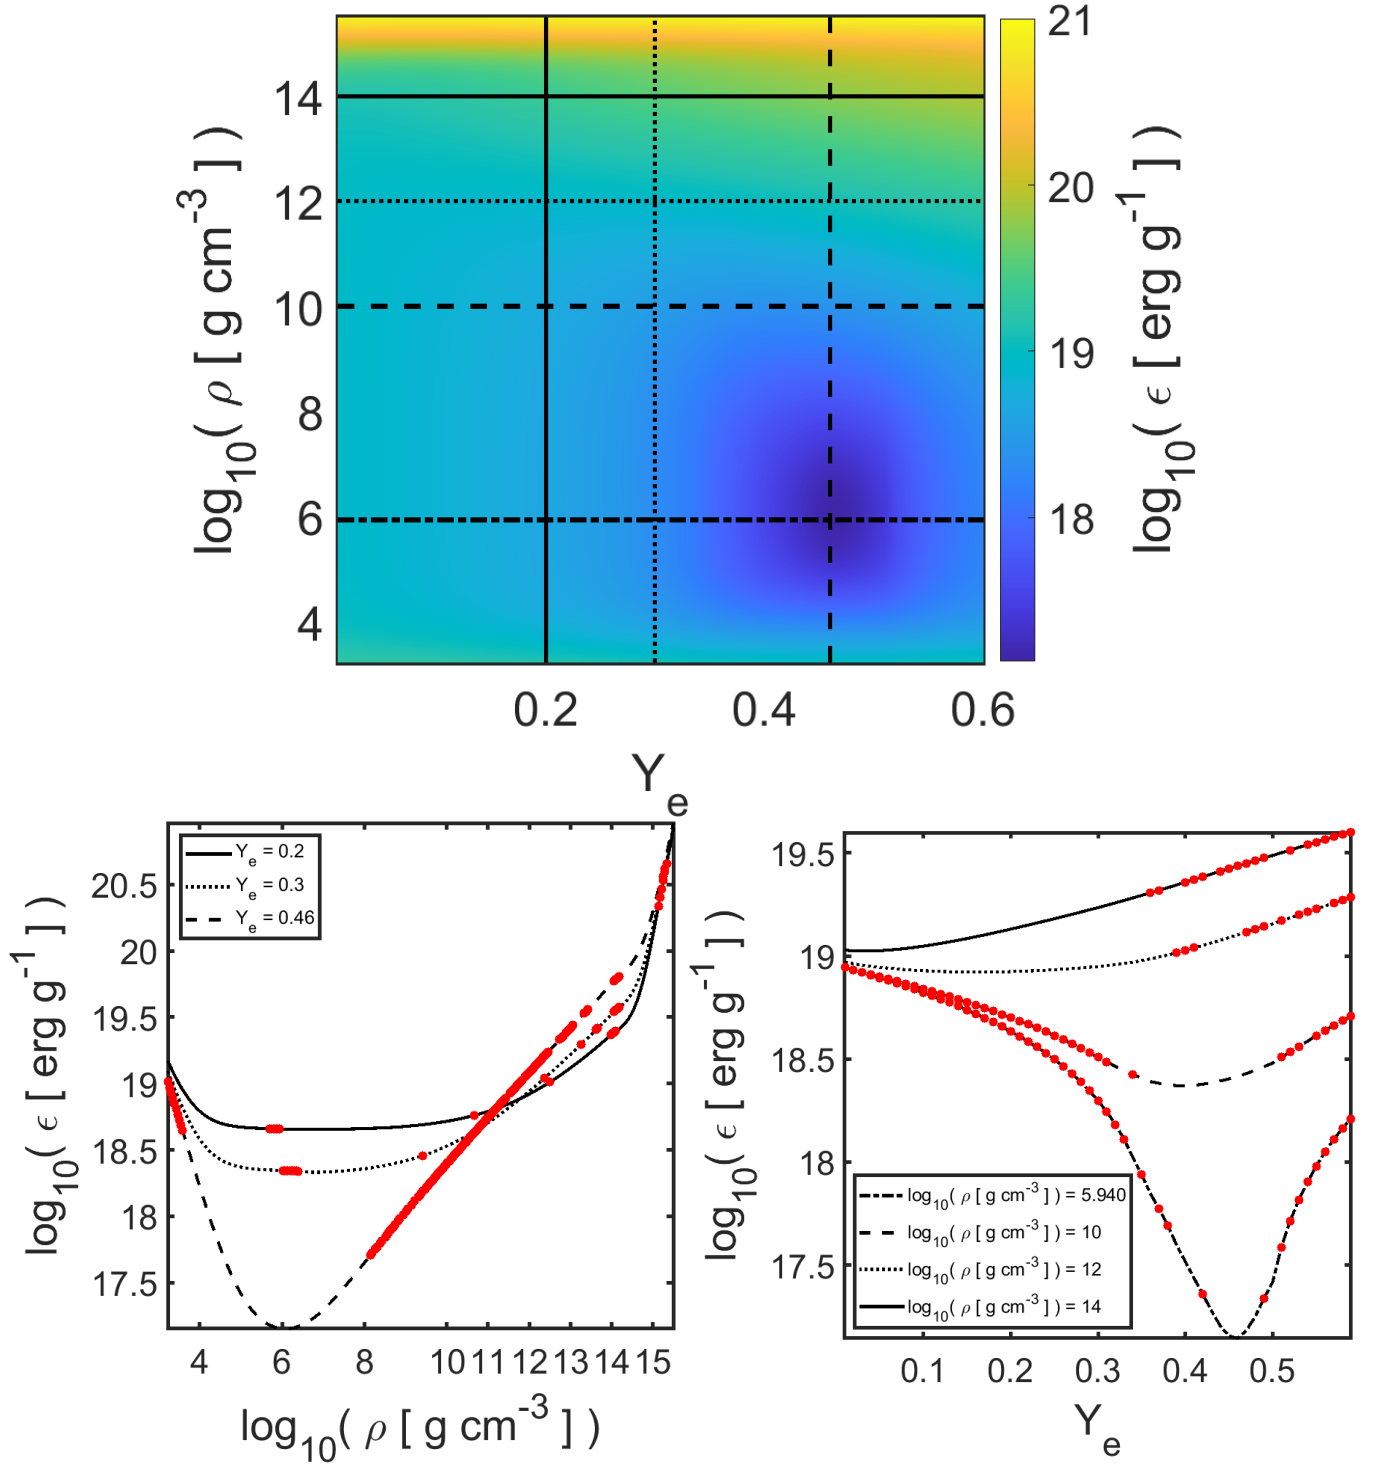 log10( ρ [ g cm-3 ] )
14
12
10
8
6
4
0.2 0.4 0.6
Ye
21
20
19
18
log10( ϵ [ erg g-1 ] )
log10( ϵ [ erg g-1 ] )
20.5
20
19.5
19
18.5
18
17.5
Ye = 0.2
Ye = 0.3
Ye = 0.46
4 6 8 10 11 12 13 14 15
log10( ρ [ g cm-3 ] )
log10( ϵ [ erg g-1 ] )
19.5
19
18.5
18
17.5
log10( ρ [ g cm-3 ] ) = 5.940
log10( ρ [ g cm-3 ] ) = 10
log10( ρ [ g cm-3 ] ) = 12
log10( ρ [ g cm-3 ] ) = 14
0.1 0.2 0.3 0.4 0.5
Ye